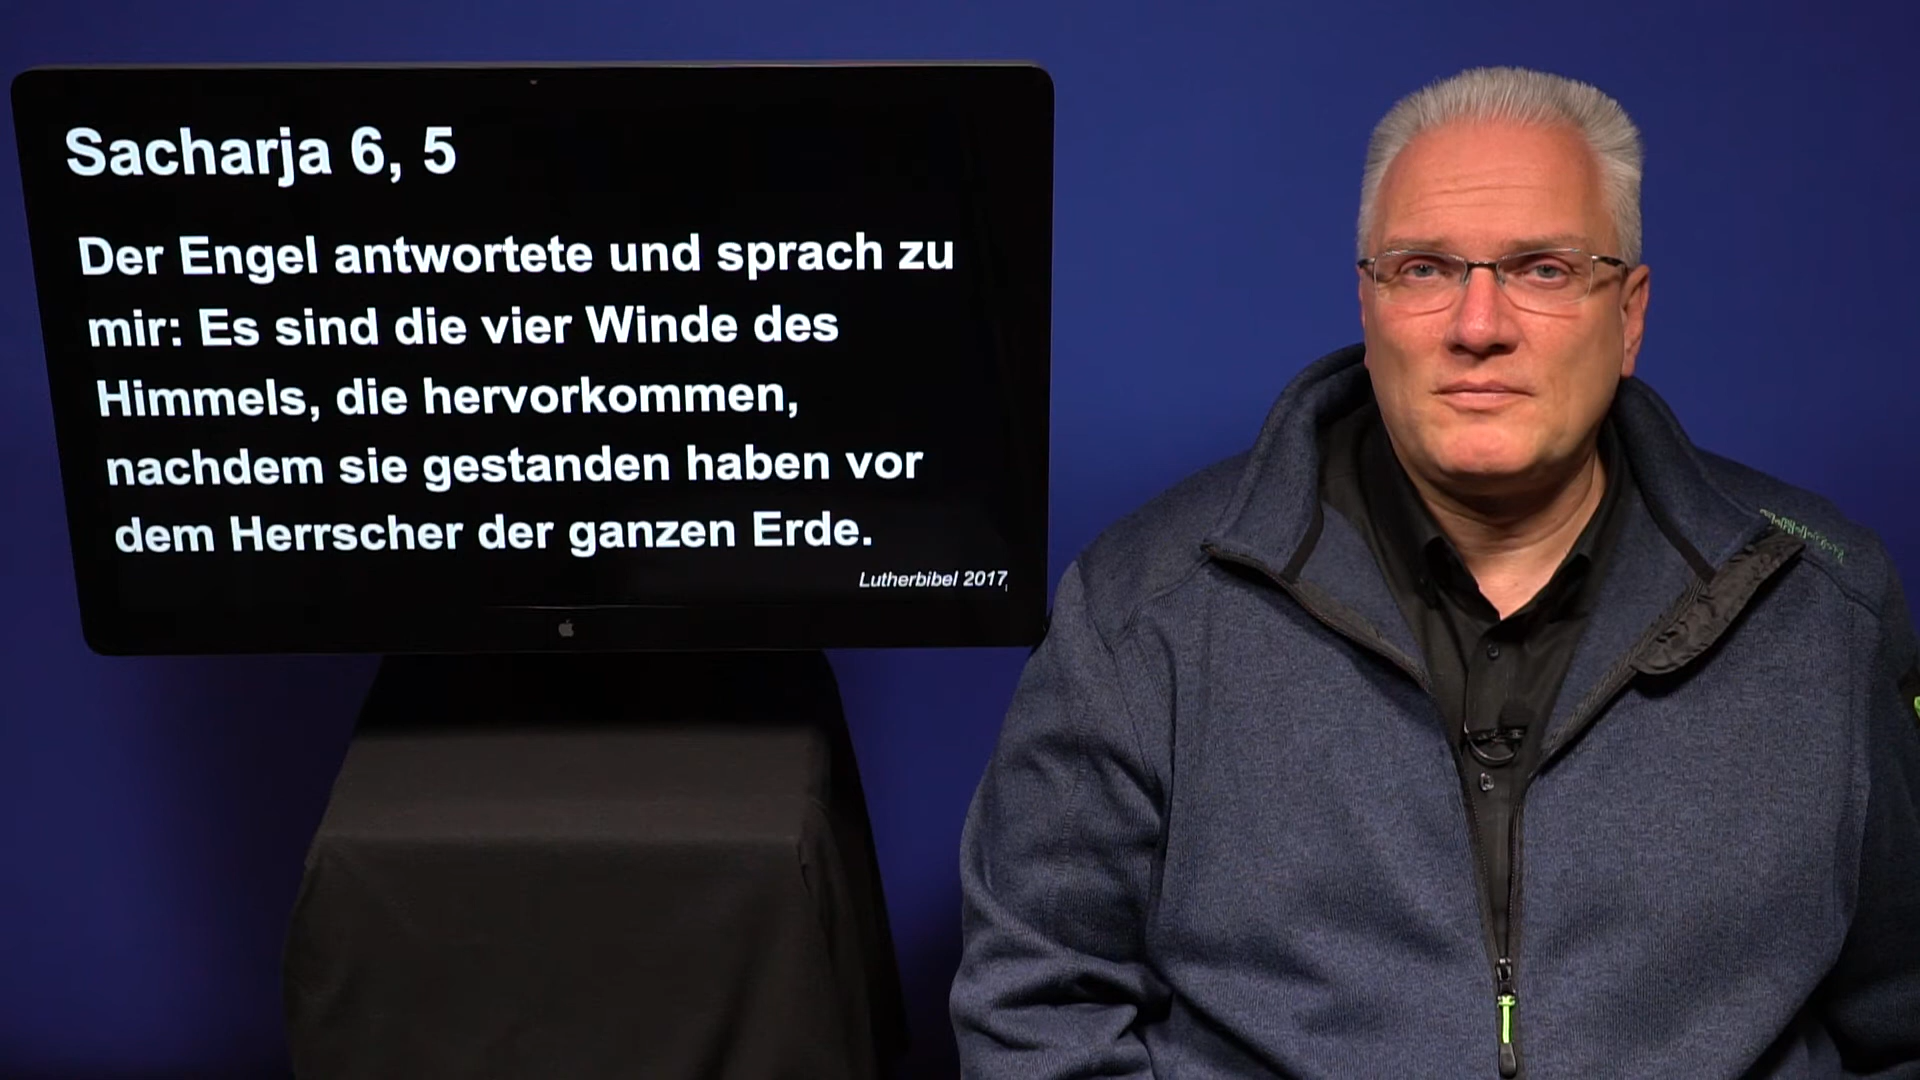 Sacharja 6, 5
Der Engel antwortete und sprach zu
mir: Es sind die vier Winde des
Himmels, die hervorkommen,
nachdem sie gestanden haben vor
dem Herrscher der ganzen Erde.
Lutherbibel 2017